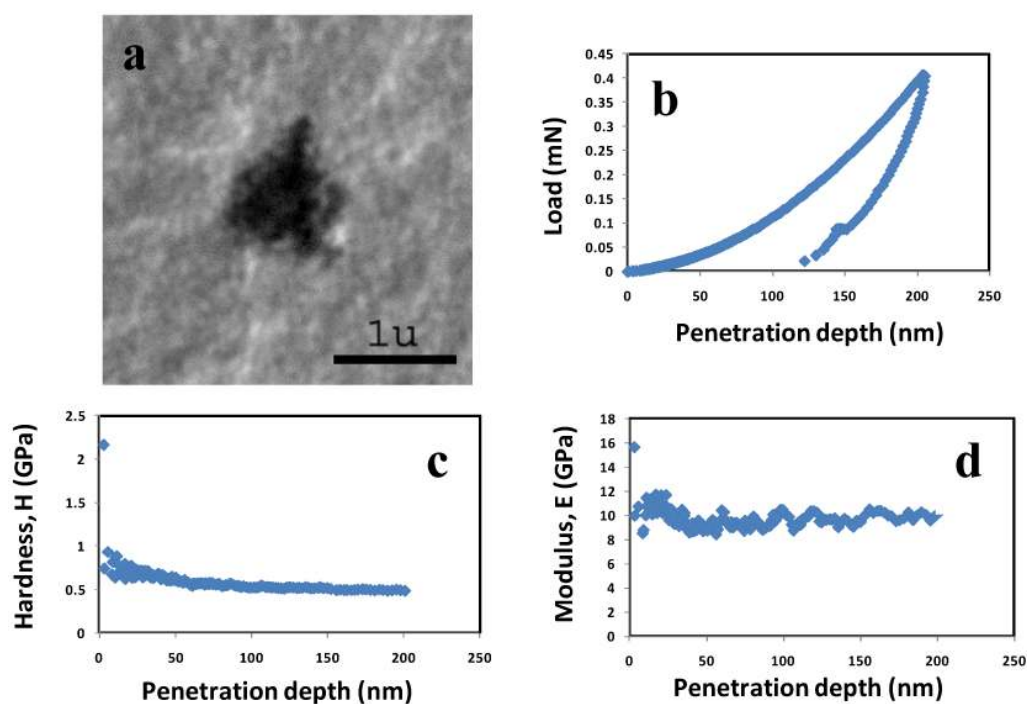 a
1u
b
Load (mN)
0.45
0.4
0.35
0.3
0.25
0.2
0.15
0.1
0.05
0
0 50 100 150 200 250
Penetration depth (nm)
c
Hardness, H (GPa)
2.5
2
1.5
1
0.5
0
0 50 100 150 200 250
Penetration depth (nm)
d
Modulus, E (GPa)
18
16
14
12
10
8
6
4
2
0
0 50 100 150 200 250
Penetration depth (nm)